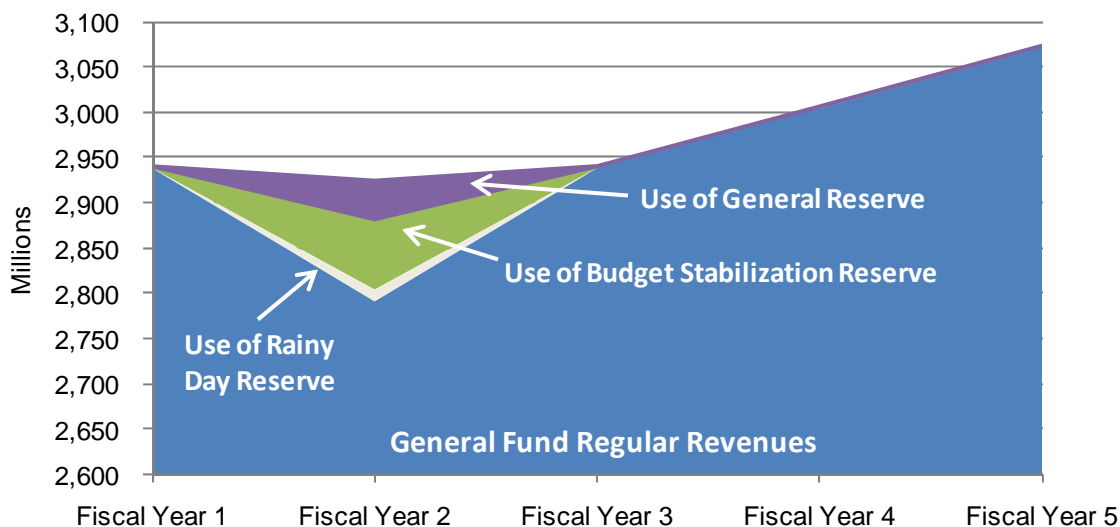 3,100
3,050
3,000
2,950
2,900
2,850
2,800
2,750
2,700
2,650
2,600
Millions
Use of General Reserve
Use of Budget Stabilization Reserve
Use of Rainy
Day Reserve
General Fund Regular Revenues
Fiscal Year 1 Fiscal Year 2 Fiscal Year 3 Fiscal Year 4 Fiscal Year 5